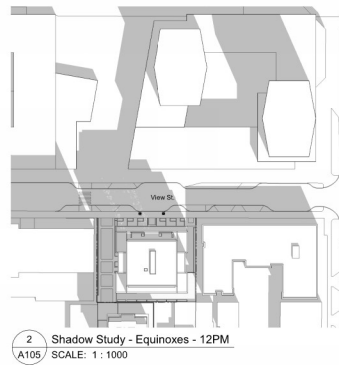 View St.
2 Shadow Study - Equinoxes - 12PM
A105 SCALE: 1 : 1000